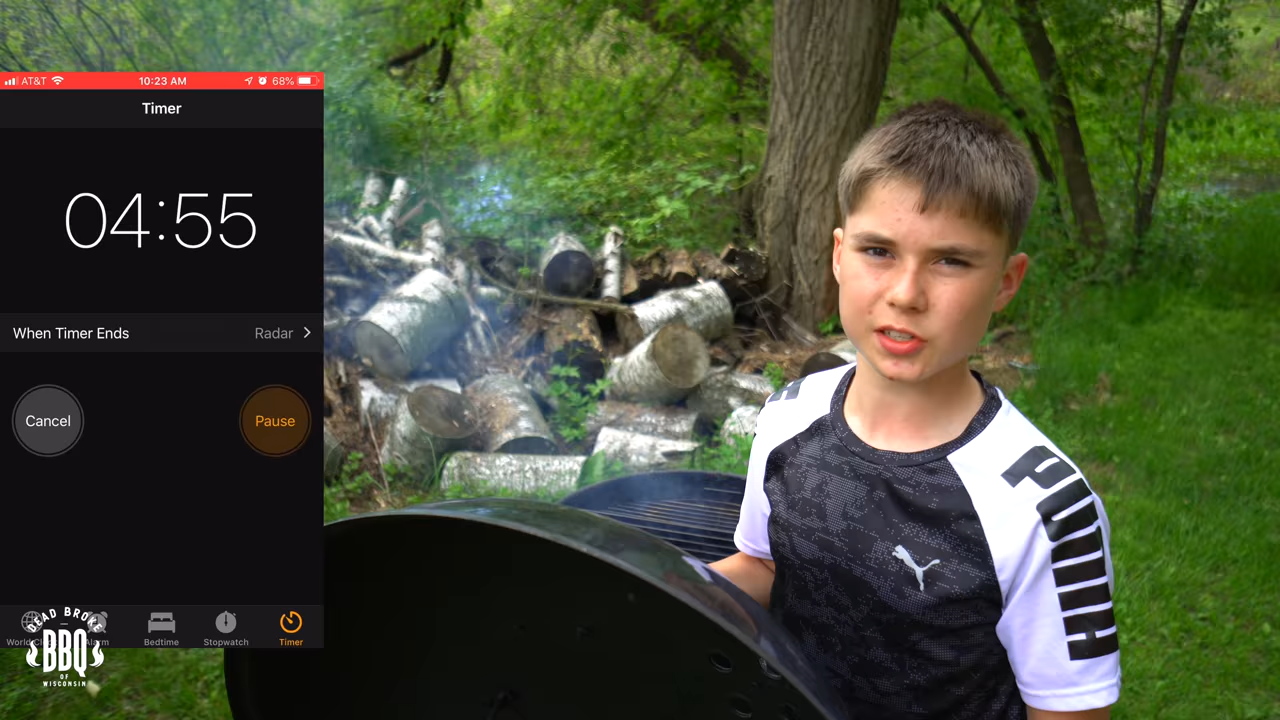 AT&T
10:23 AM
68%
Timer
04:55
When Timer Ends
Radar
Cancel
Pause
Bedtime
Stopwatch
Timer
DEAD BROKE
BBQ
OF
WISCONSIN
PUMA